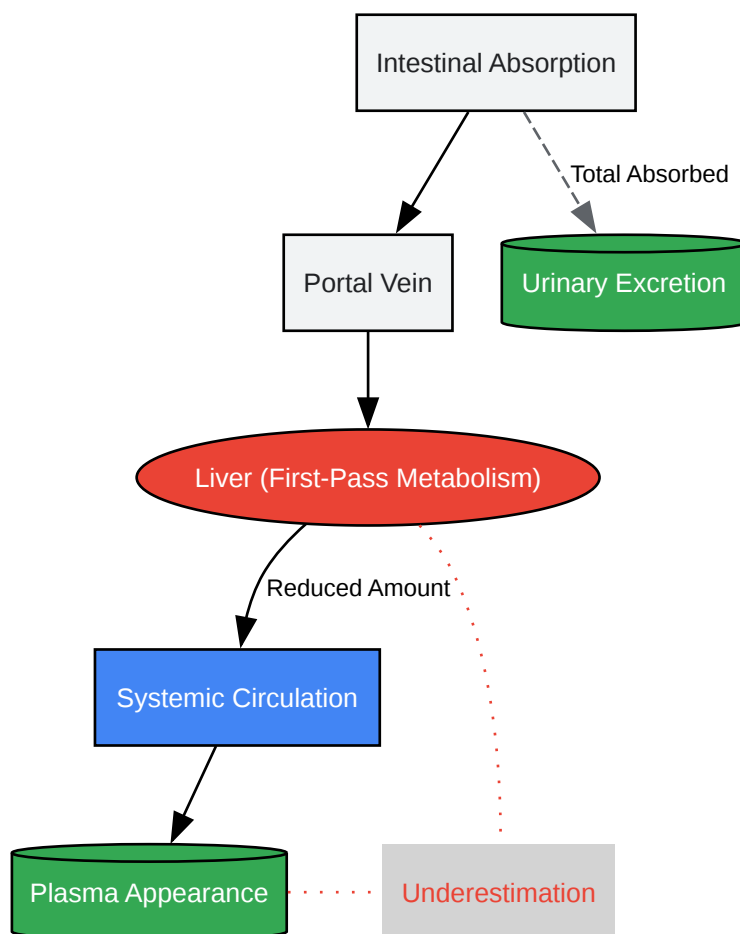 Intestinal Absorption
Total Absorbed
Portal Vein
Urinary Excretion
Liver (First-Pass Metabolism)
Reduced Amount
Systemic Circulation
Plasma Appearance
Underestimation